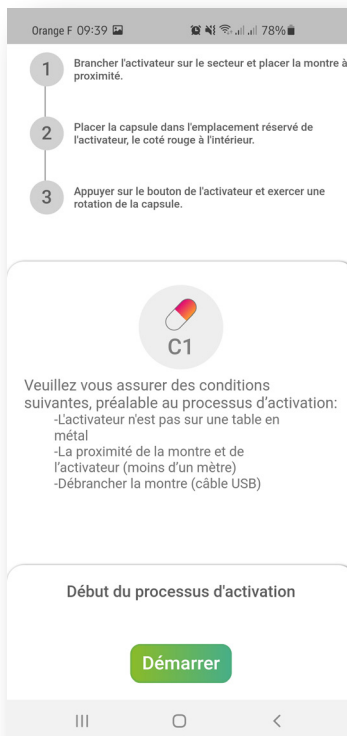 Orange F 09:39 78%
1 Brancher l'activateur sur le secteur et placer la montre à
proximité.
2 Placer la capsule dans l'emplacement réservé de
l'activateur, le coté rouge à l'intérieur.
3 Appuyer sur le bouton de l'activateur et exercer une
rotation de la capsule.
C1
Veuillez vous assurer des conditions
suivantes, préalable au processus d'activation:
-L'activateur n'est pas sur une table en
métal
-La proximité de la montre et de
l'activateur (moins d'un mètre)
-Débrancher la montre (câble USB)
Début du processus d'activation
Démarrer